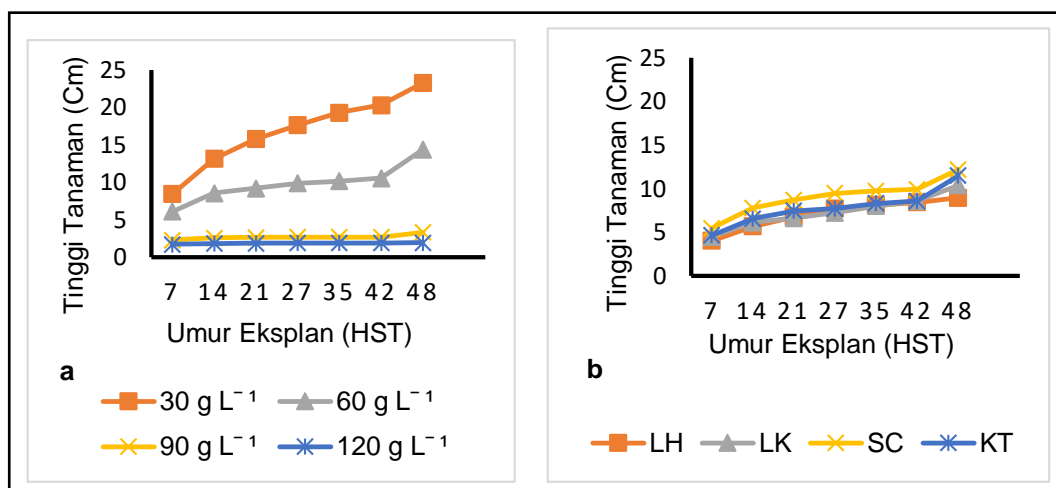 Tinggi Tanaman (Cm)
25
20
15
10
5
0
7 14 21 27 35 42 48
Umur Eksplan (HST)
a
30 g L⁻¹ 60 g L⁻¹
90 g L⁻¹ 120 g L⁻¹
Tinggi Tanaman (Cm)
25
20
15
10
5
0
7 14 21 27 35 42 48
Umur Eksplan (HST)
b
LH LK SC KT